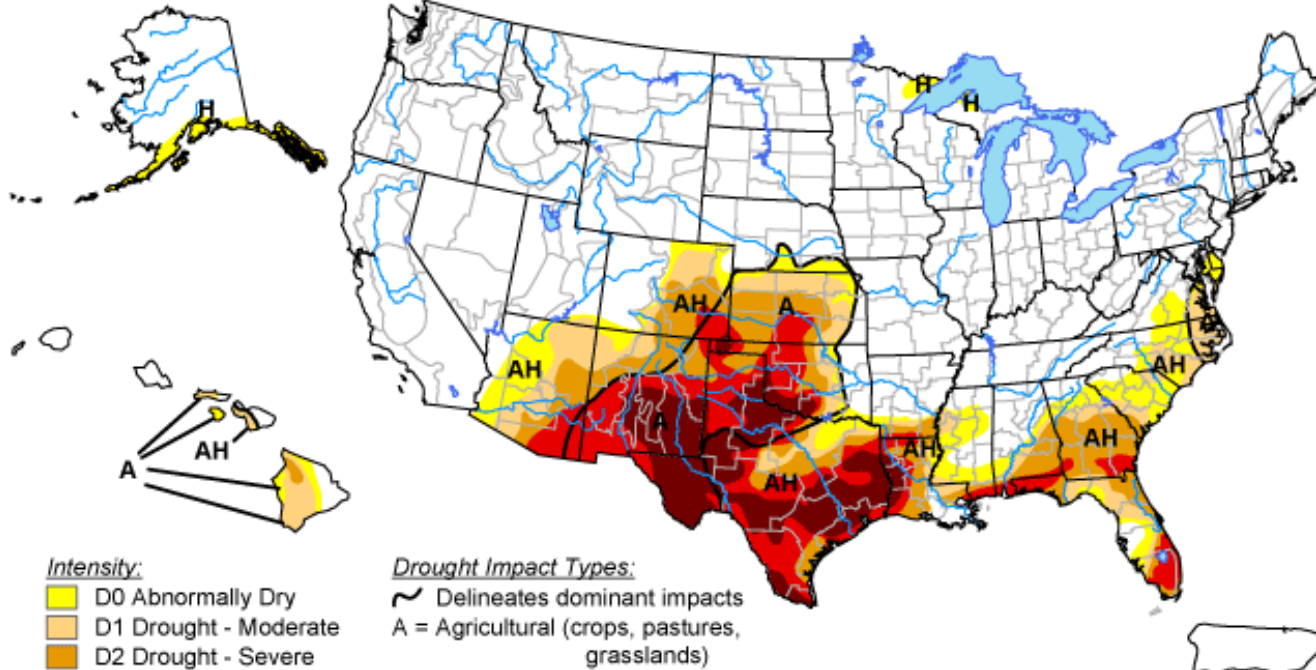 H
H
H
AH
A
AH
AH
A
A
AH
AH
AH
AH
A
H
Intensity:
D0 Abnormally Dry
D1 Drought - Moderate
D2 Drought - Severe
Drought Impact Types:
Delineates dominant impacts
A = Agricultural (crops, pastures,
grasslands)